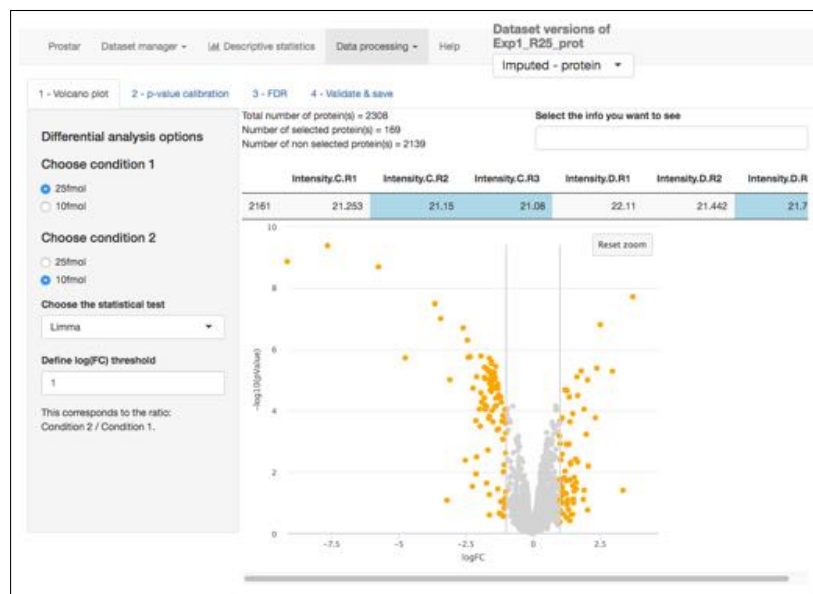 Dataset versions of
Exp1_R25_prot
Prostar Dataset manager Descriptive statistics Data processing Help
Imputed - protein
1 - Volcano plot 2 - p-value calibration 3 - FDR 4 - Validate & save
Total number of protein(s) = 2308
Number of selected protein(s) = 169
Number of non selected protein(s) = 2139
Select the info you want to see
Differential analysis options
Choose condition 1
25fmol
10fmol
Choose condition 2
25fmol
10fmol
Choose the statistical test
Limma
Define log(FC) threshold
1
This corresponds to the ratio:
Condition 2 / Condition 1.
Intensity.C.R1 Intensity.C.R2 Intensity.C.R3 Intensity.D.R1 Intensity.D.R2 Intensity.D.R
2161 21.253 21.15 21.08 22.11 21.442 21.7
Reset zoom
10
8
6
4
2
0
-log10(pValue)
-7.5 -5 -2.5 0 2.5
logFC